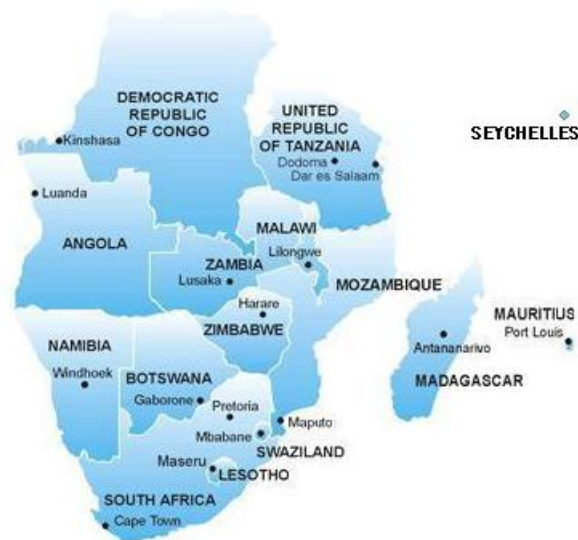 DEMOCRATIC
REPUBLIC
OF CONGO
Kinshasa
UNITED
REPUBLIC
OF TANZANIA
Dodoma
Dar es Salaam
SEYCHELLES
Luanda
ANGOLA
MALAWI
Lilongwe
ZAMBIA
Lusaka
MOZAMBIQUE
Harare
ZIMBABWE
MAURITIUS
Port Louis
Antananarivo
MADAGASCAR
NAMIBIA
Windhoek
BOTSWANA
Gaborone
Pretoria
Maputo
Mbabane
SWAZILAND
Maseru
LESOTHO
SOUTH AFRICA
Cape Town